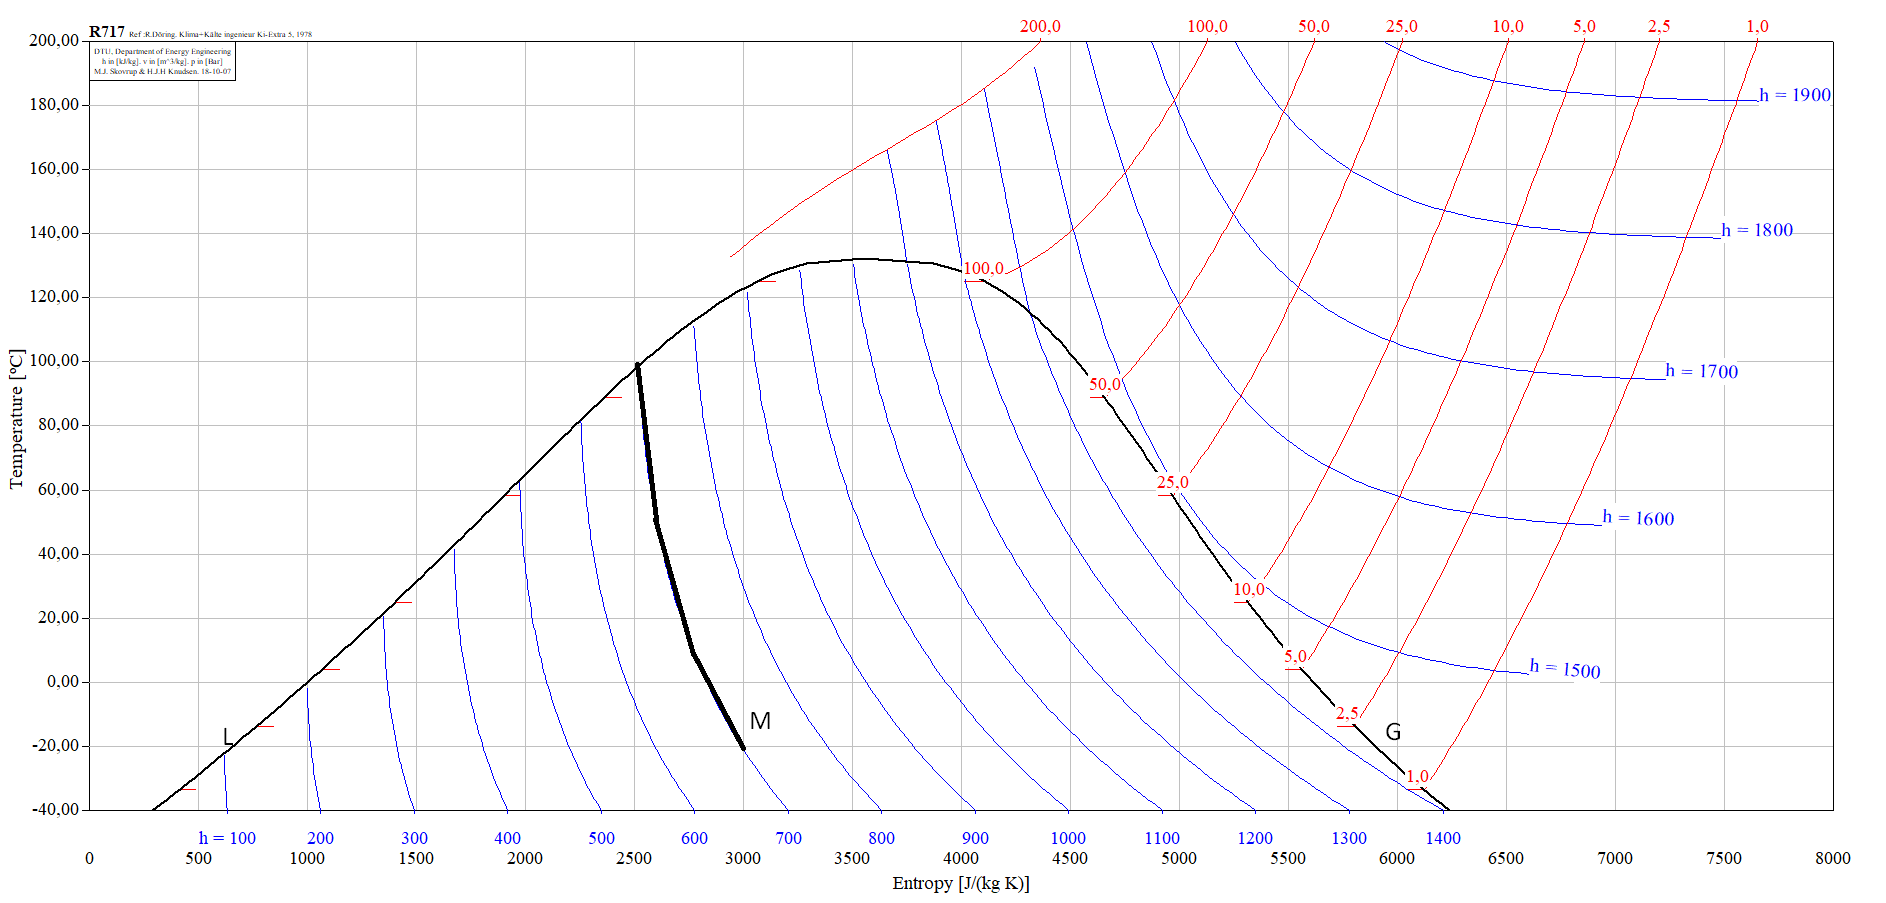 R717 Ref :R.Döring. Klima+Kälte ingenieur Ki-Extra 5, 1978
DTU, Department of Energy Engineering
h in [kJ/kg]. v in [m^3/kg]. p in [Bar]
M.J. Skovrup & H.J.H Knudsen. 18-10-07
200,0 100,0 50,0 25,0 10,0 5,0 2,5 1,0
200,00
180,00
160,00
140,00
120,00
100,00
80,00
60,00
40,00
20,00
0,00
-20,00
-40,00
Temperature [ºC]
h = 1900
h = 1800
h = 1700
h = 1600
h = 1500
100,0
50,0
25,0
10,0
5,0
2,5
1,0
L
M
G
h = 100 200 300 400 500 600 700 800 900 1000 1100 1200 1300 1400
0 500 1000 1500 2000 2500 3000 3500 4000 4500 5000 5500 6000 6500 7000 7500 8000
Entropy [J/(kg K)]